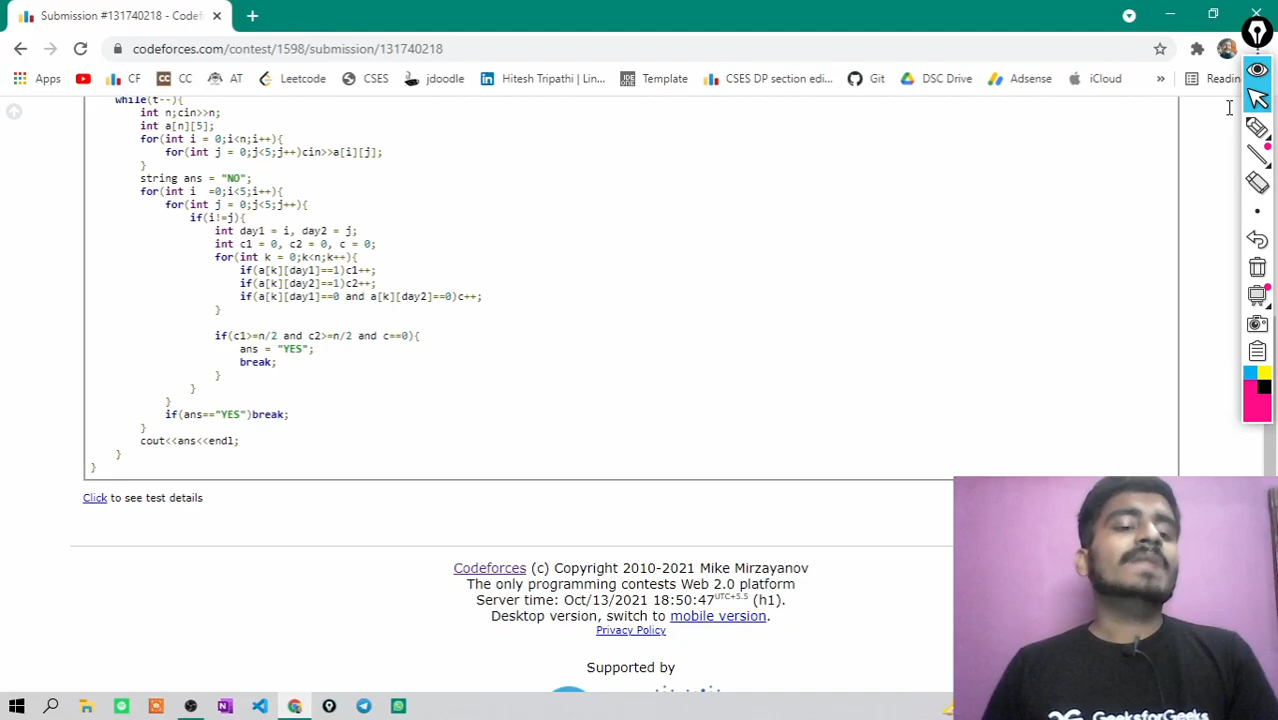 Submission #131740218 - Codef
codeforces.com/contest/1598/submission/131740218
Apps CF CC AT Leetcode CSES jdoodle Hitesh Tripathi | Lin... Template CSES DP section edi... Git DSC Drive Adsense iCloud » Readin
while(t--){
int n;cin>>n;
int a[n][5];
for(int i = 0;i<n;i++){
for(int j = 0;j<5;j++)cin>>a[i][j];
}
string ans = "NO";
for(int i  =0;i<5;i++){
for(int j = 0;j<5;j++){
if(i!=j){
int day1 = i, day2 = j;
int c1 = 0, c2 = 0, c = 0;
for(int k = 0;k<n;k++){
if(a[k][day1]==1)c1++;
if(a[k][day2]==1)c2++;
if(a[k][day1]==0 and a[k][day2]==0)c++;
}
if(c1>=n/2 and c2>=n/2 and c==0){
ans = "YES";
break;
}
}
}
if(ans=="YES")break;
}
cout<<ans<<endl;
}
}
Click to see test details
Codeforces (c) Copyright 2010-2021 Mike Mirzayanov
The only programming contests Web 2.0 platform
Server time: Oct/13/2021 18:50:47 UTC+5.5 (h1).
Desktop version, switch to mobile version.
Privacy Policy
Supported by
GeeksforGeeks